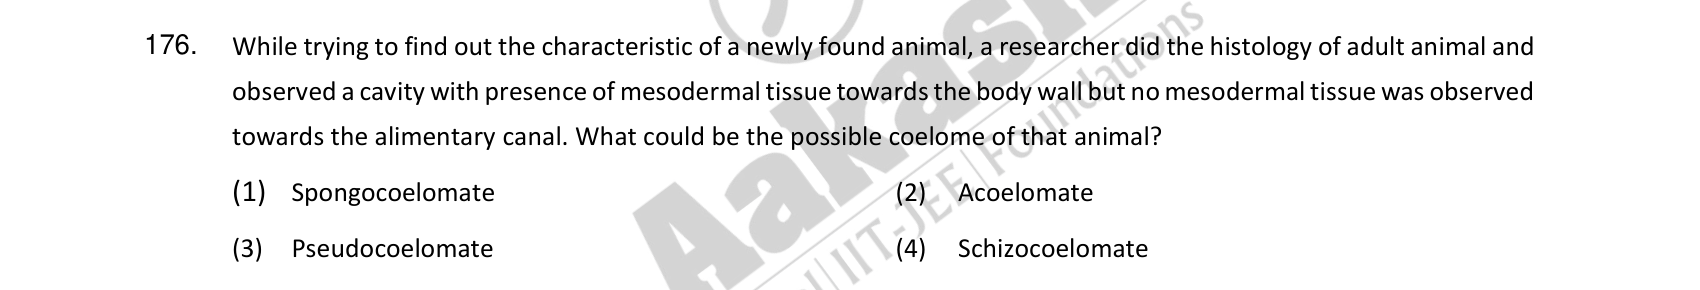 176. While trying to find out the characteristic of a newly found animal, a researcher did the histology of adult animal and
observed a cavity with presence of mesodermal tissue towards the body wall but no mesodermal tissue was observed
towards the alimentary canal. What could be the possible coelome of that animal?
(1) Spongocoelomate (2) Acoelomate
(3) Pseudocoelomate (4) Schizocoelomate
Aakash
IIT-JEE | Foundations